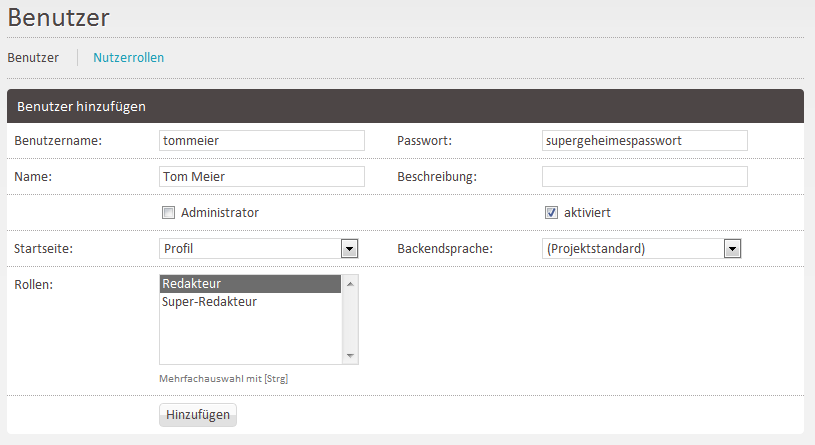 Benutzer
Benutzer Nutzerrollen
Benutzer hinzufügen
Benutzername: tommeier Passwort: supergeheimespasswort
Name: Tom Meier Beschreibung:
Administrator aktiviert
Startseite: Profil Backendsprache: (Projektstandard)
Rollen: Redakteur
Super-Redakteur
Mehrfachauswahl mit [Strg]
Hinzufügen